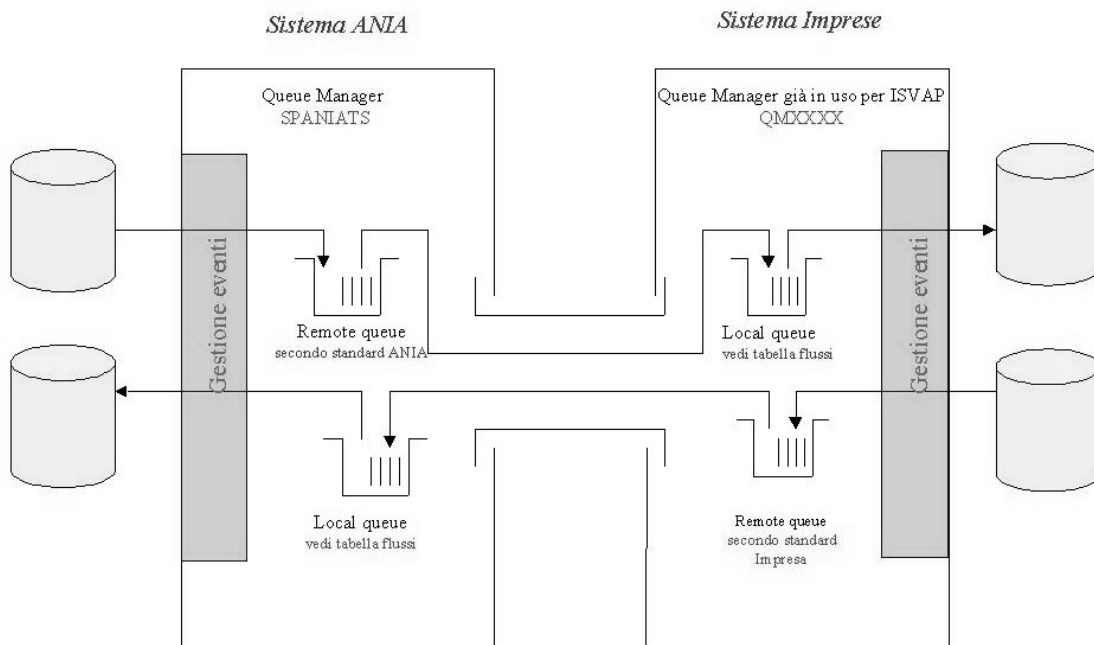 Sistema ANIA
Sistema Imprese
Queue Manager
SPANIATS
Queue Manager già in uso per ISVAP
QMXXXX
Gestione eventi
Gestione eventi
Remote queue
secondo standard ANIA
Local queue
vedi tabella flussi
Local queue
vedi tabella flussi
Remote queue
secondo standard
Impresa